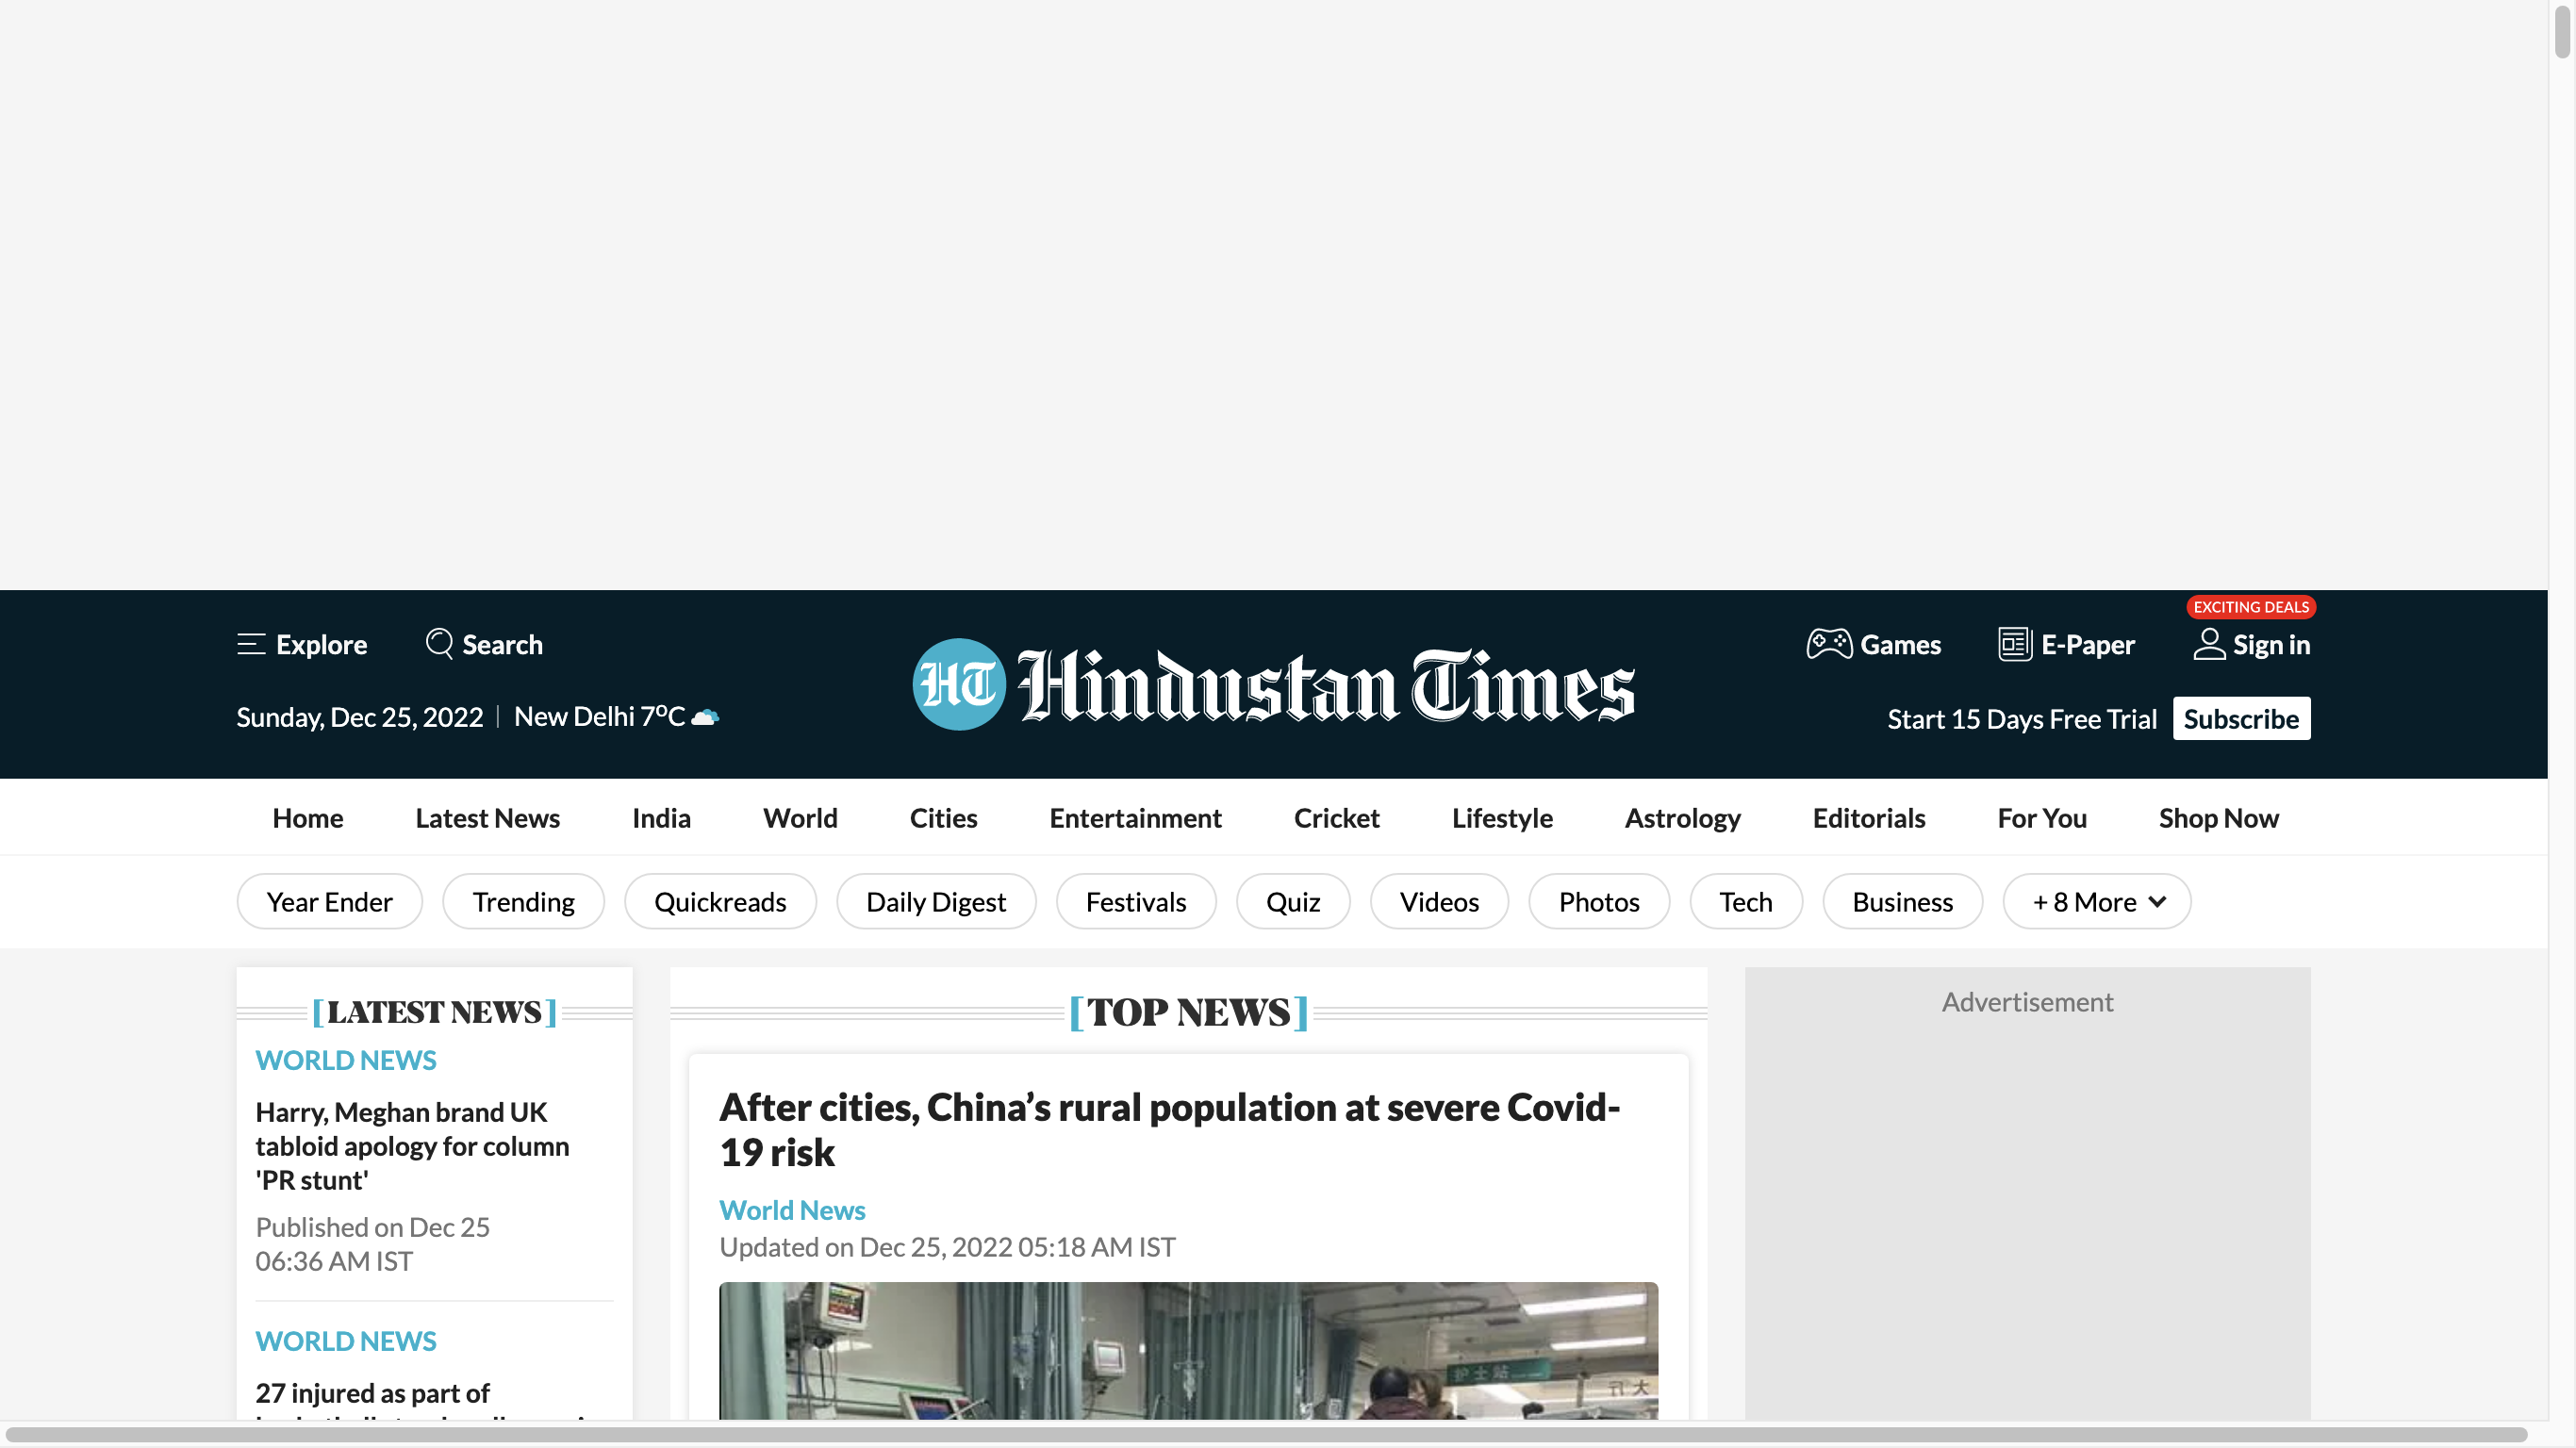 EXCITING DEALS
Explore
Search
HT Hindustan Times
Games
E-Paper
Sign in
Sunday, Dec 25, 2022
New Delhi 7°C
Start 15 Days Free Trial
Subscribe
Home
Latest News
India
World
Cities
Entertainment
Cricket
Lifestyle
Astrology
Editorials
For You
Shop Now
Year Ender
Trending
Quickreads
Daily Digest
Festivals
Quiz
Videos
Photos
Tech
Business
+ 8 More
[LATEST NEWS]
WORLD NEWS
Harry, Meghan brand UK
tabloid apology for column
'PR stunt'
Published on Dec 25
06:36 AM IST
WORLD NEWS
27 injured as part of
[TOP NEWS]
After cities, China’s rural population at severe Covid-
19 risk
World News
Updated on Dec 25, 2022 05:18 AM IST
护士站
Advertisement